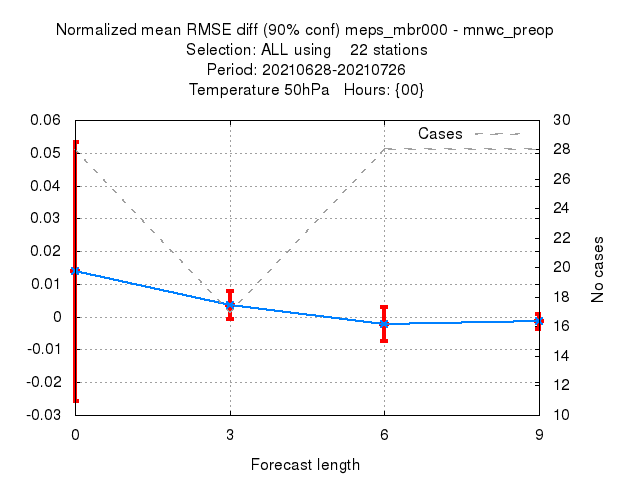 Normalized mean RMSE diff (90% conf) meps_mbr000 - mnwc_preop
Selection: ALL using    22 stations
Period: 20210628-20210726
Temperature 50hPa   Hours: {00}
0.06
0.05
0.04
0.03
0.02
0.01
0
-0.01
-0.02
-0.03
Cases
30
28
26
24
22
20
18
16
14
12
10
No cases
0 3 6 9
Forecast length